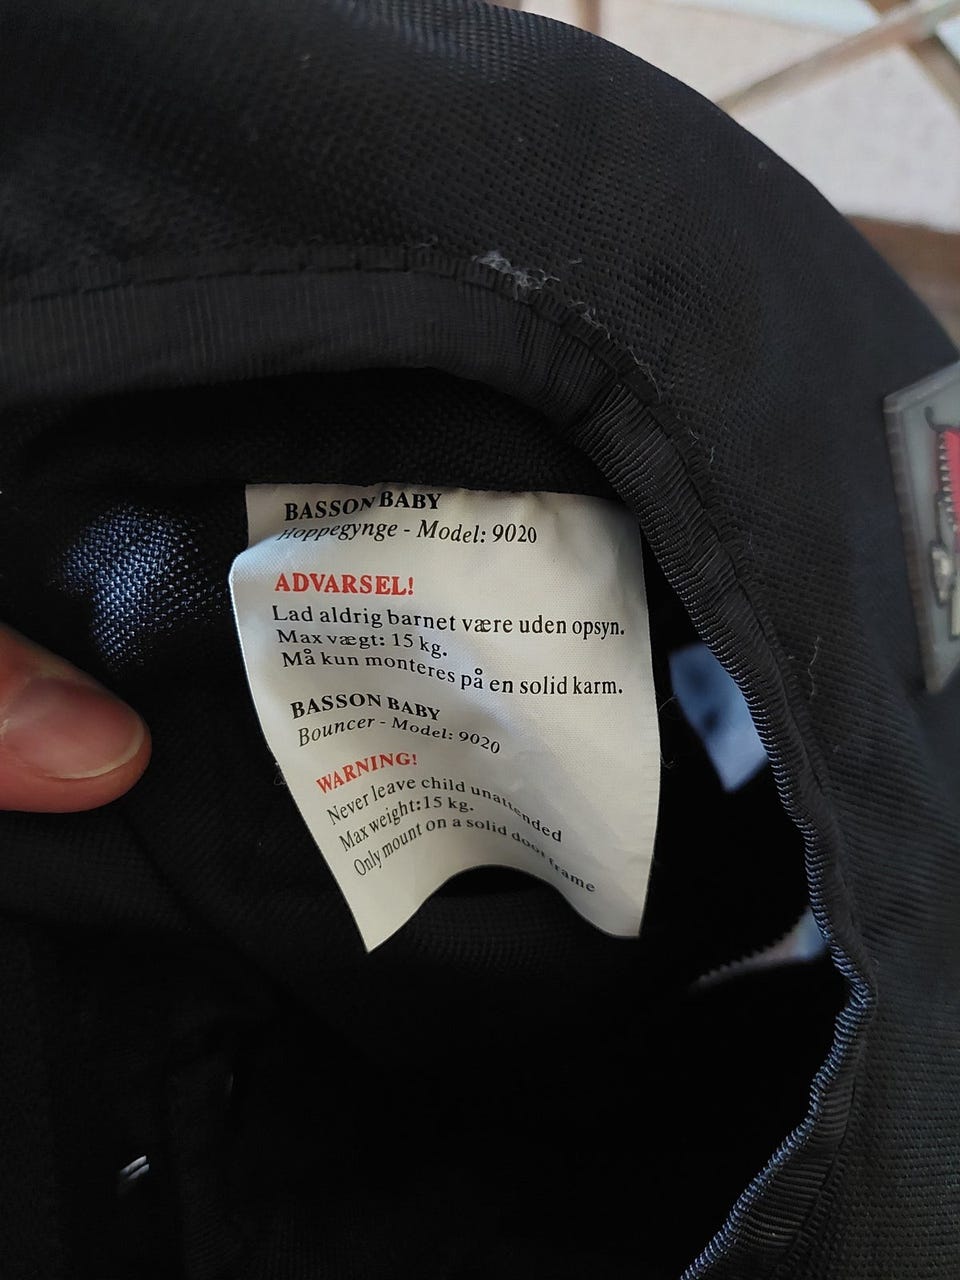 BASSON BABY
Hoppegynge - Model: 9020
ADVARSEL!
Lad aldrig barnet være uden opsyn.
Max vægt: 15 kg.
Må kun monteres på en solid karm.
BASSON BABY
Bouncer - Model: 9020
WARNING!
Never leave child unattended
Max weight:15 kg.
Only mount on a solid door frame